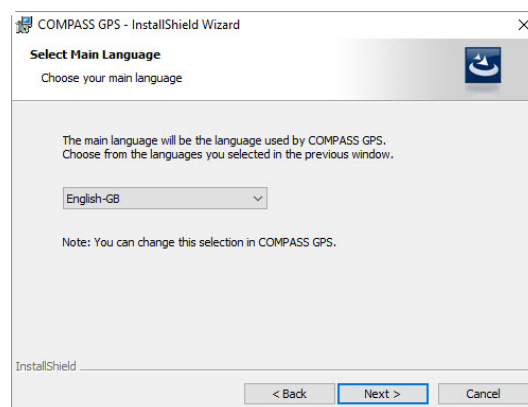 COMPASS GPS - InstallShield Wizard
Select Main Language
Choose your main language
The main language will be the language used by COMPASS GPS.
Choose from the languages you selected in the previous window.
English-GB
Note: You can change this selection in COMPASS GPS.
InstallShield
< Back Next > Cancel